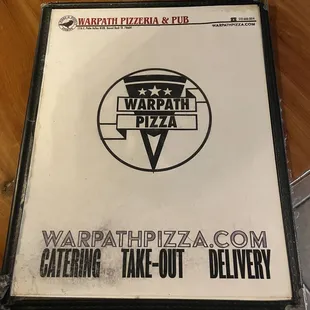 WARPATH PIZZERIA & PUB
WARPATHPIZZA.COM
WARPATH
PIZZA
WARPATHPIZZA.COM
CATERING TAKE-OUT DELIVERY